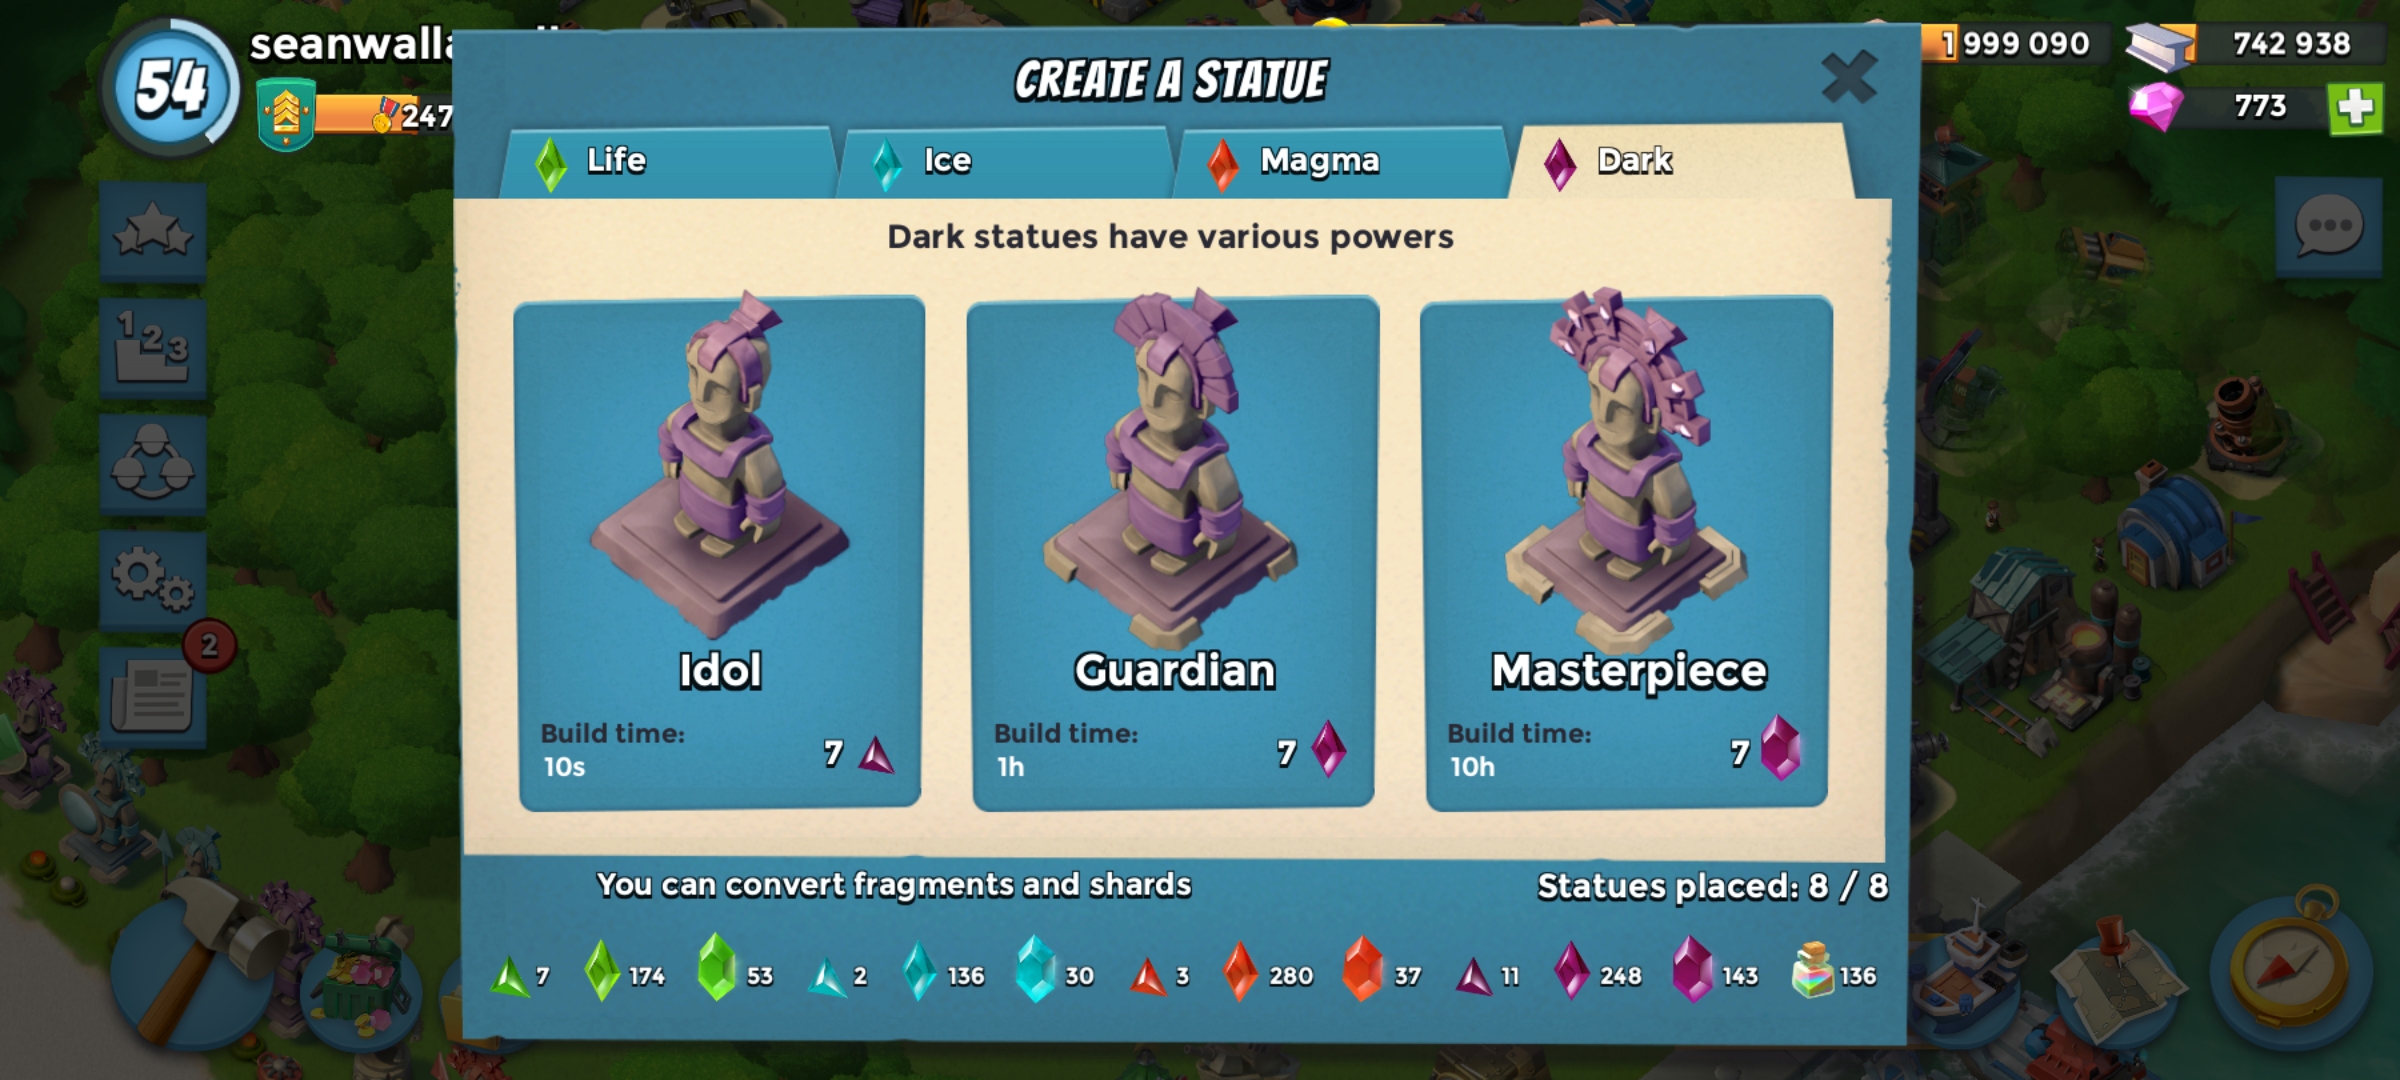 54
247
CREATE A STATUE
1 999 090
742 938
773
Life
Ice
Magma
Dark
Dark statues have various powers
1 2 3
2
Idol
Build time:
10s
7
Guardian
Build time:
1h
7
Masterpiece
Build time:
10h
7
You can convert fragments and shards
Statues placed: 8 / 8
7
174
53
2
136
30
3
280
37
11
248
143
136